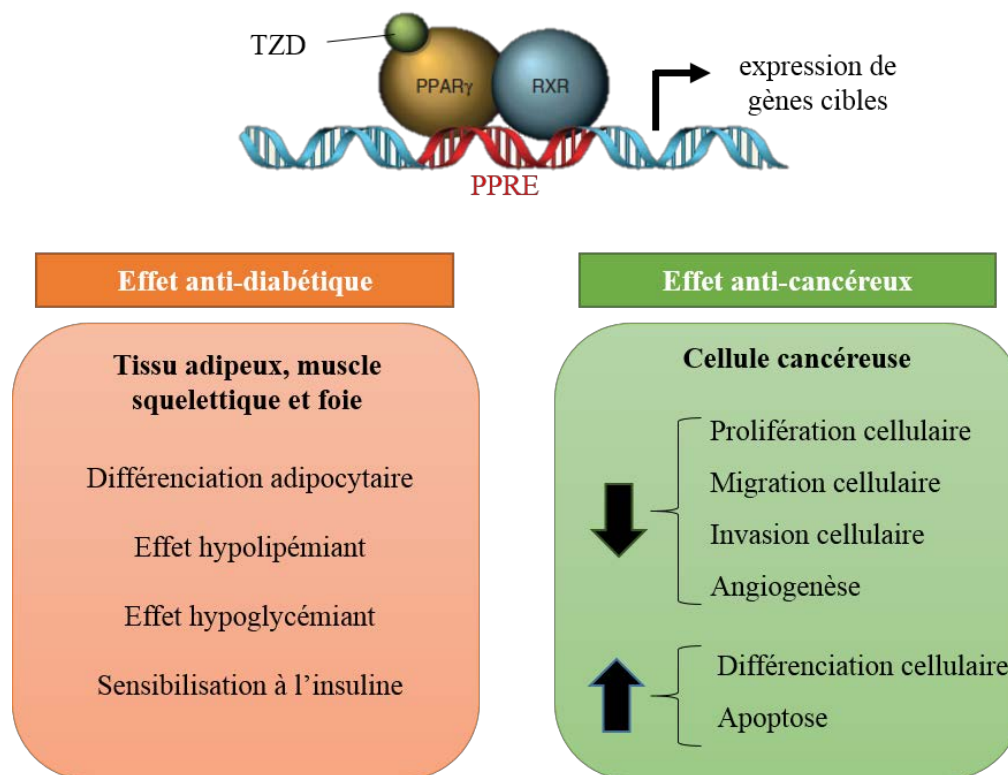 TZD
PPARγ
RXR
expression de
gènes cibles
PPRE
Effet anti-diabétique
Tissu adipeux, muscle
squelettique et foie
Différenciation adipocytaire
Effet hypolipémiant
Effet hypoglycémiant
Sensibilisation à l’insuline
Effet anti-cancéreux
Cellule cancéreuse
Prolifération cellulaire
Migration cellulaire
Invasion cellulaire
Angiogenèse
Différenciation cellulaire
Apoptose